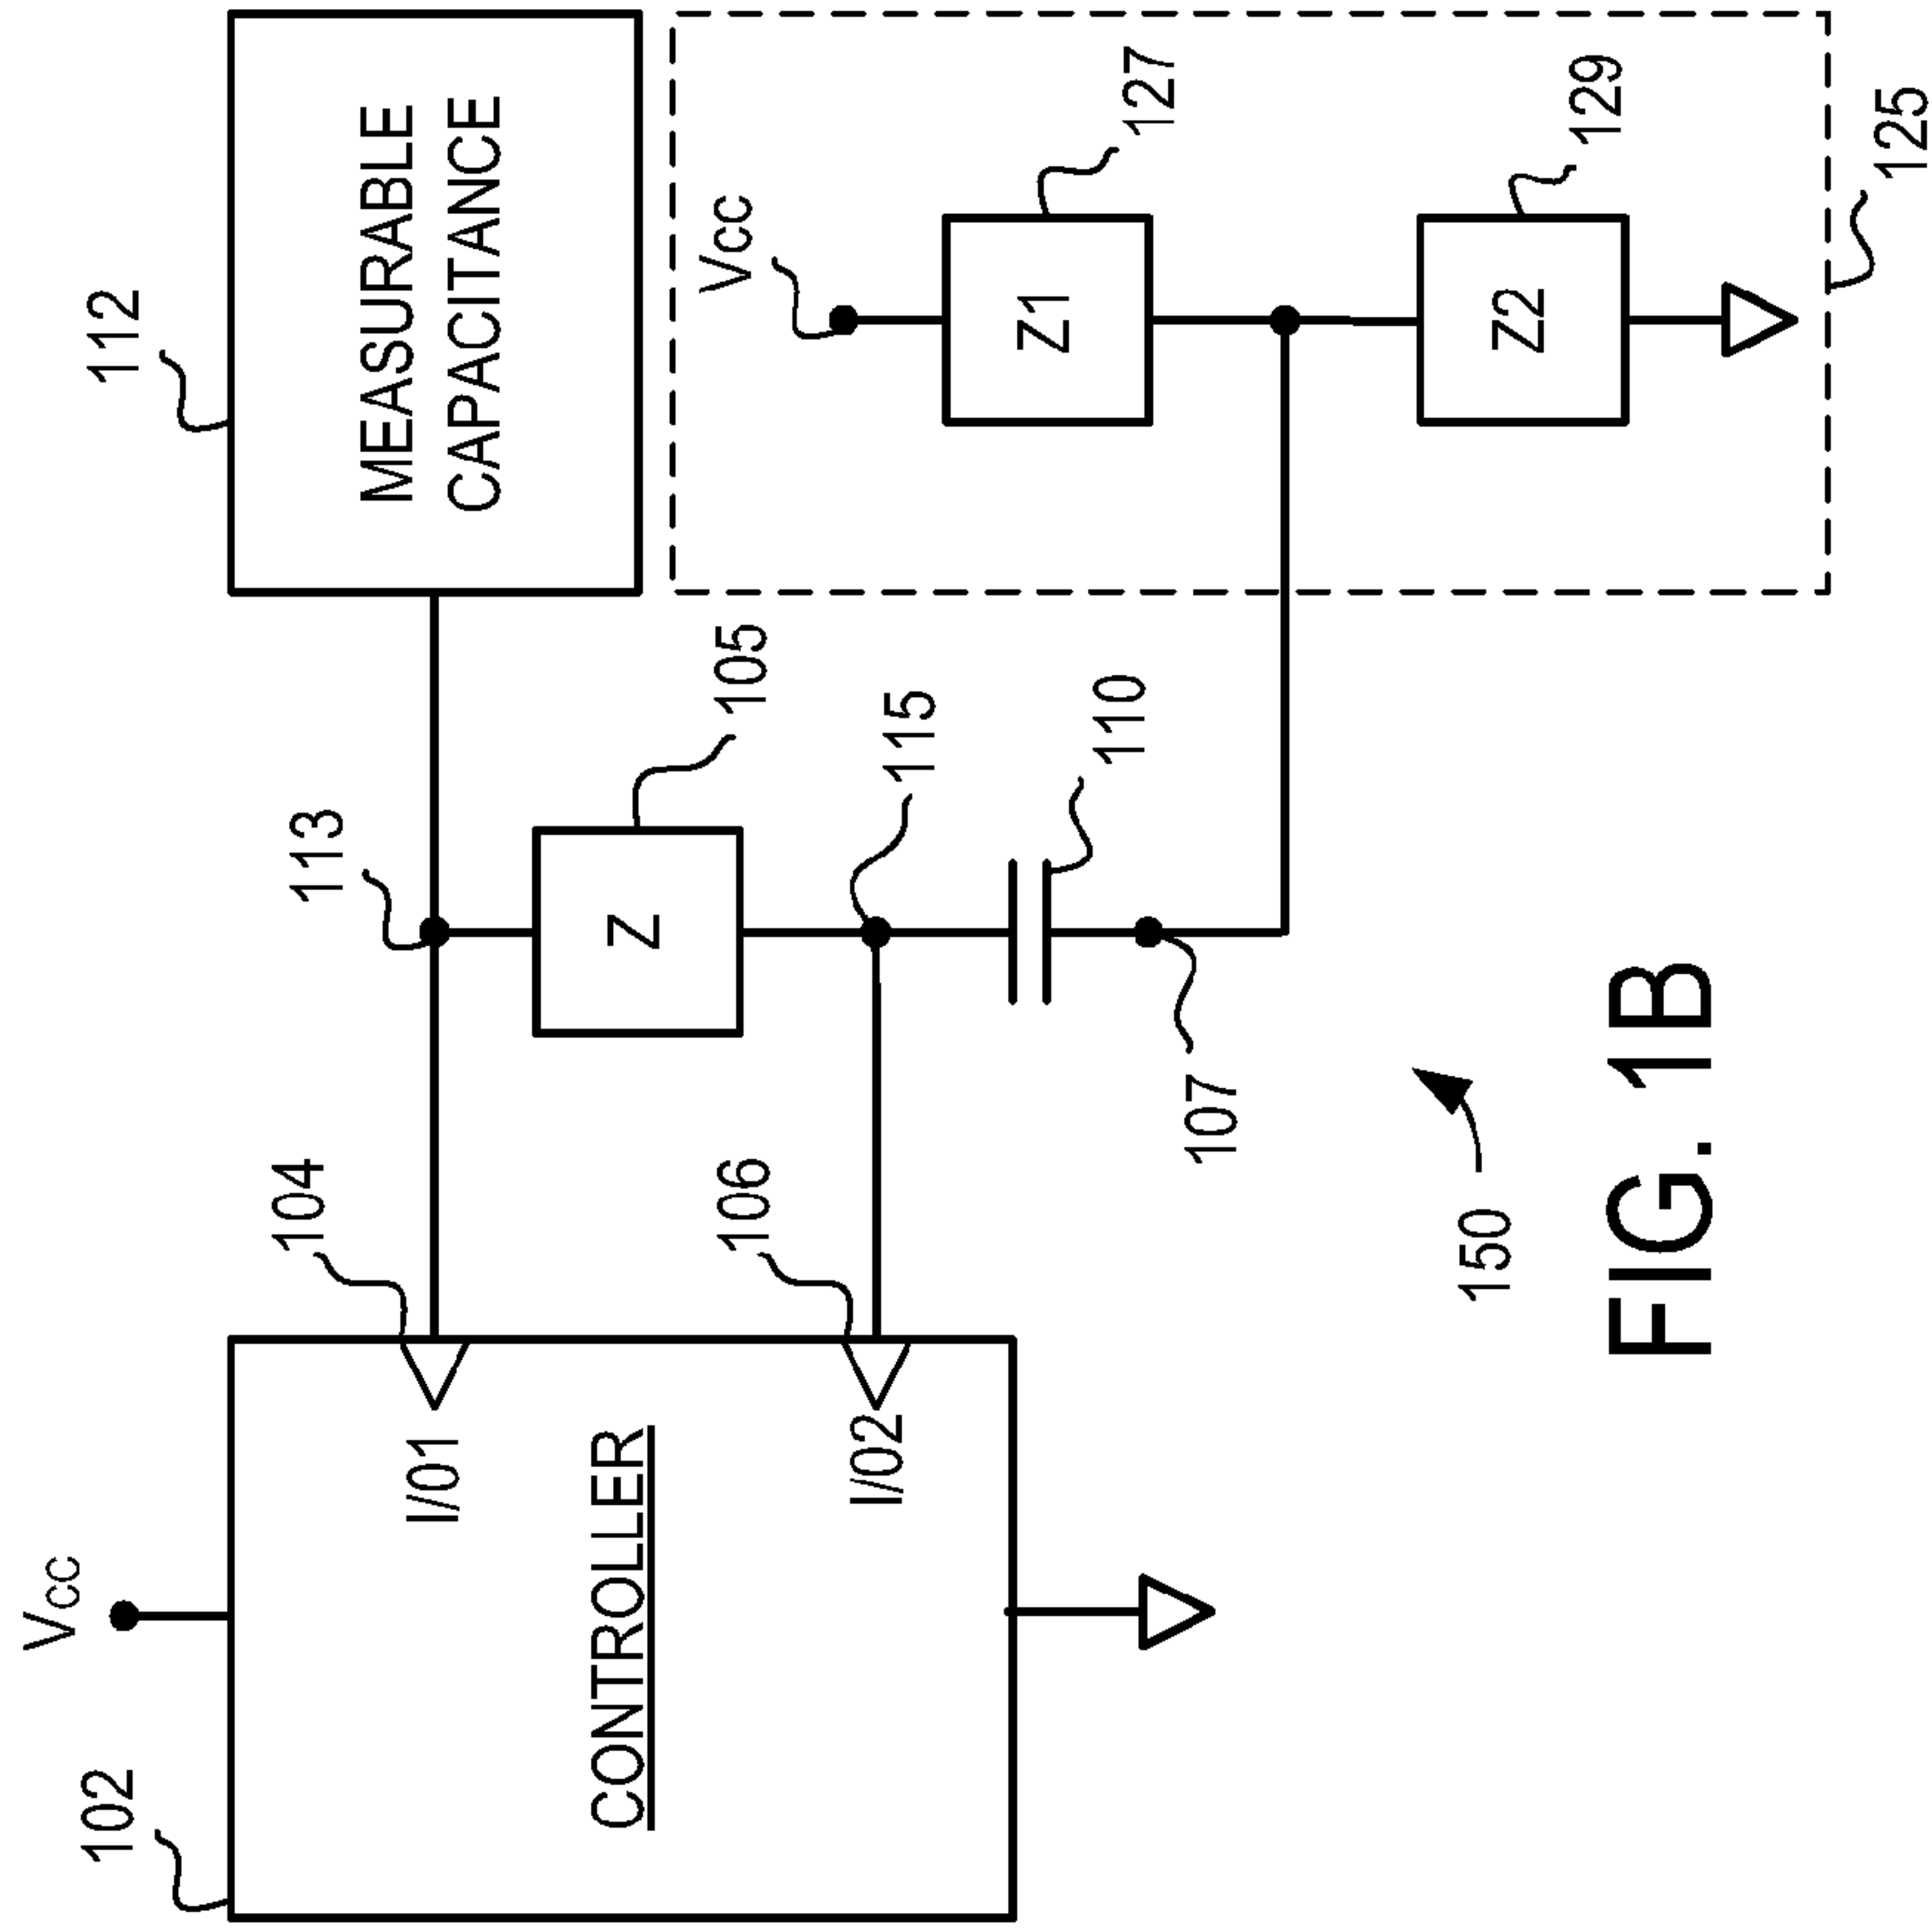 Vcc
102
112
104
113
MEASURABLE
CAPACITANCE
I/01
CONTROLLER
Z
105
Vcc
106
I/02
115
Z1
110
127
107
150
Z2
129
FIG. 1B
125